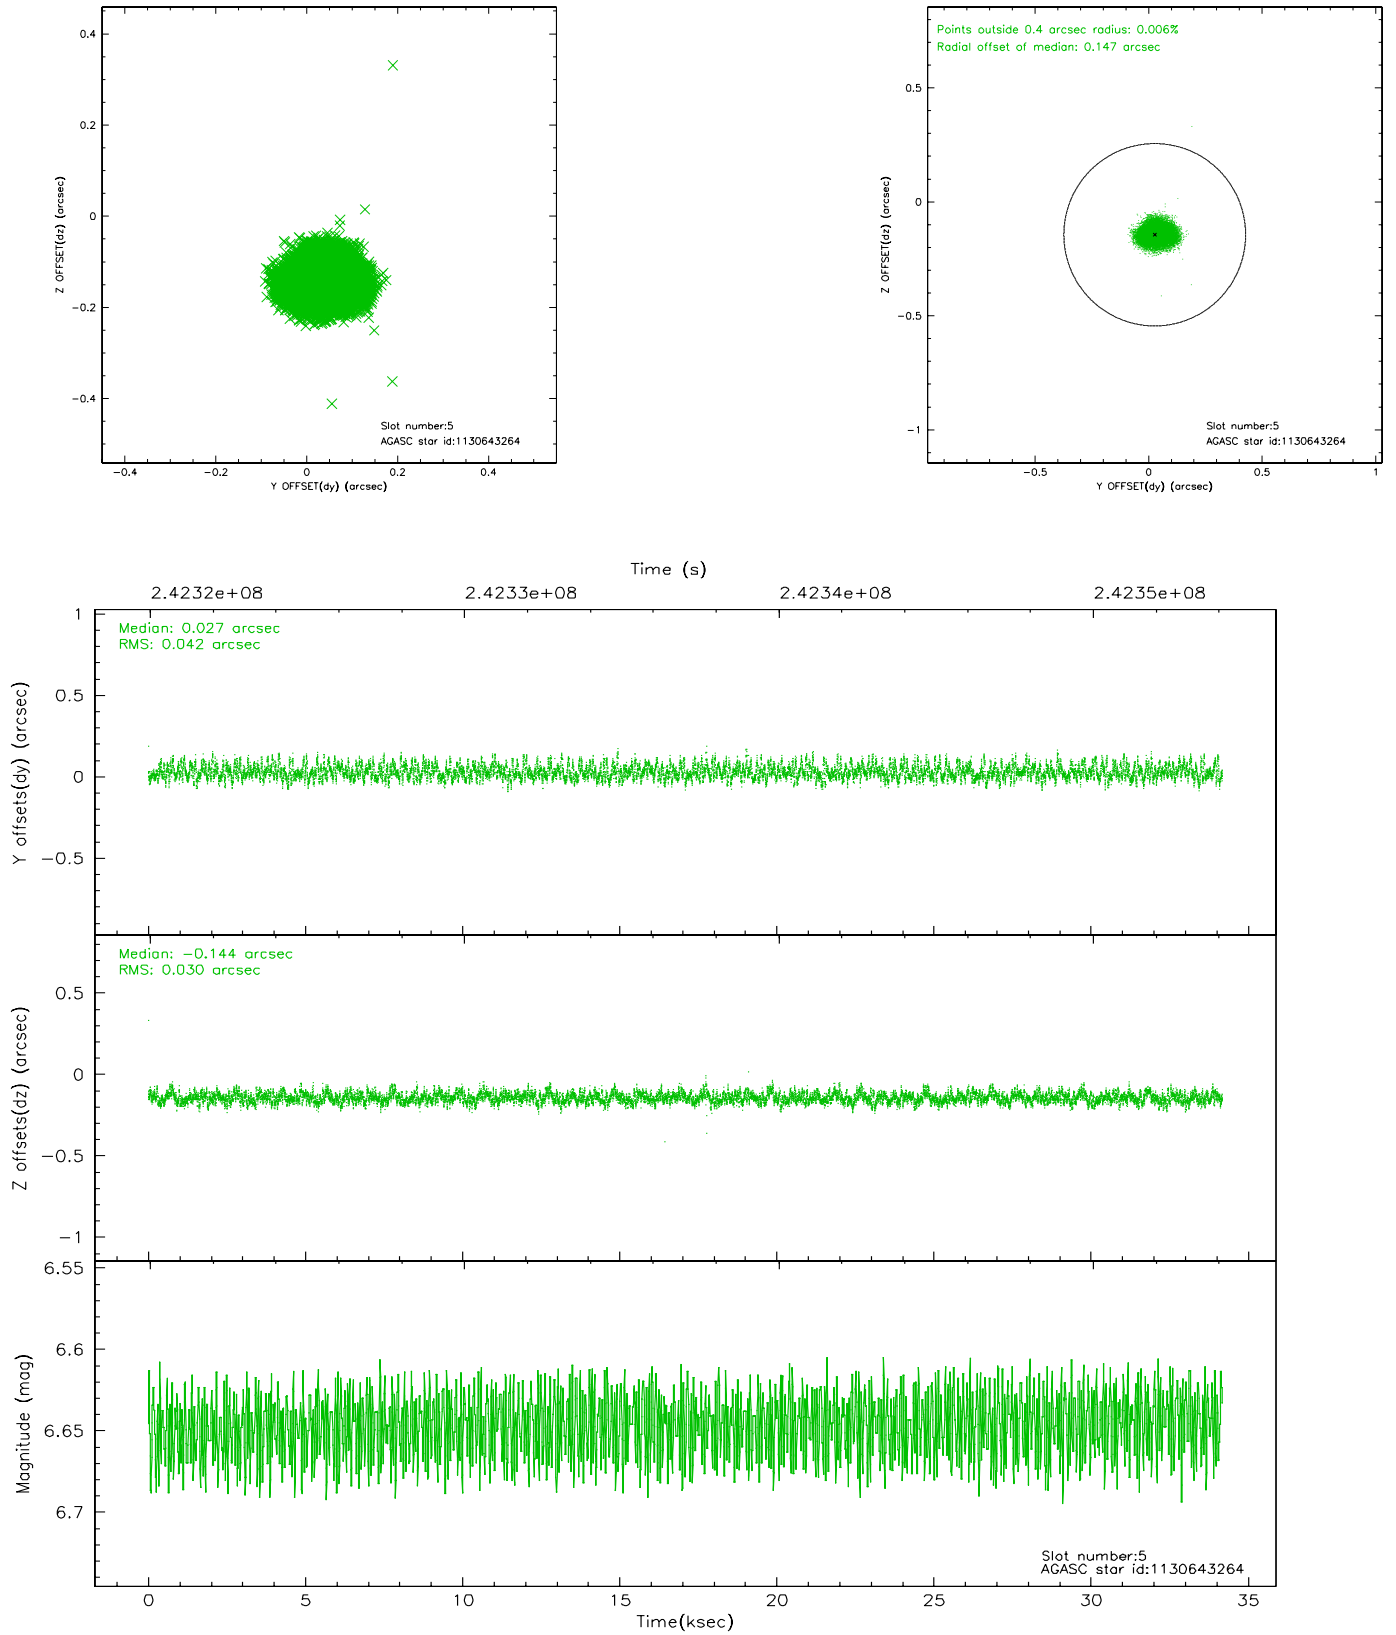 0.4
0.2
0
−0.2
−0.4
Z OFFSET(dz) (arcsec)
Slot number:5
AGASC star id:1130643264
−0.4 −0.2 0 0.2 0.4
Y OFFSET(dy) (arcsec)
Points outside 0.4 arcsec radius: 0.006%
Radial offset of median: 0.147 arcsec
0.5
0
−0.5
−1
Z OFFSET(dz) (arcsec)
Slot number:5
AGASC star id:1130643264
−0.5 0 0.5 1
Y OFFSET(dy) (arcsec)
Time (s)
2.4232e+08 2.4233e+08 2.4234e+08 2.4235e+08
Median: 0.027 arcsec
RMS: 0.042 arcsec
1
0.5
0
−0.5
Y offsets(dy) (arcsec)
Median: −0.144 arcsec
RMS: 0.030 arcsec
0.5
0
−0.5
−1
Z offsets(dz) (arcsec)
6.55
6.6
6.65
6.7
Magnitude (mag)
Slot number:5
AGASC star id:1130643264
0 5 10 15 20 25 30 35
Time(ksec)